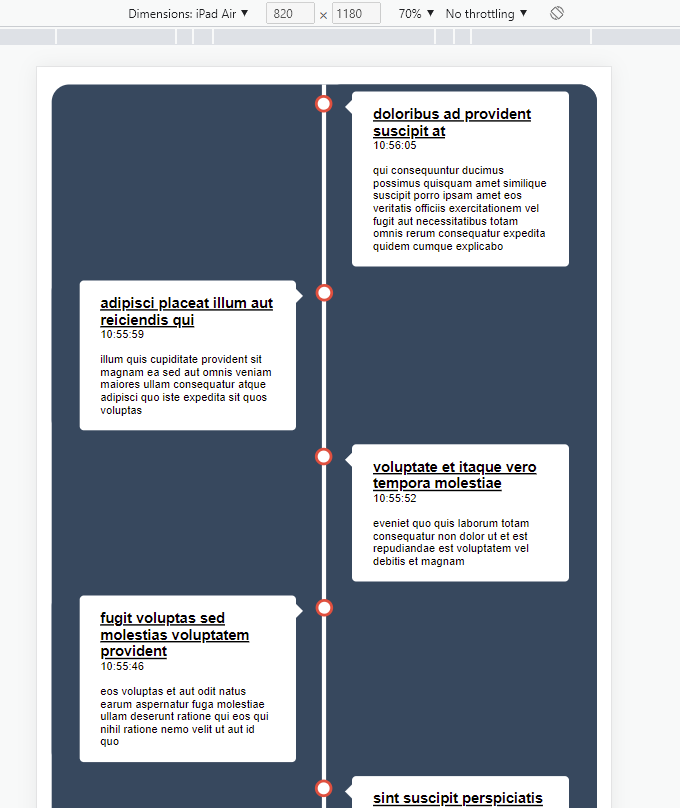 Dimensions: iPad Air ▼ 820 × 1180 70% ▼ No throttling ▼
doloribus ad provident
suscipit at
10:56:05
qui consequuntur ducimus
possimus quisquam amet similique
suscipit porro ipsam amet eos
veritatis officiis exercitationem vel
fugit aut necessitatibus totam
omnis rerum consequatur expedita
quidem cumque explicabo
adipisci placeat illum aut
reiciendis qui
10:55:59
illum quis cupiditate provident sit
magnam ea sed aut omnis veniam
maiores ullam consequatur atque
adipisci quo iste expedita sit quos
voluptas
voluptate et itaque vero
tempora molestiae
10:55:52
eveniet quo quis laborum totam
consequatur non dolor ut et est
repudiandae est voluptatem vel
debitis et magnam
fugit voluptas sed
molestias voluptatem
provident
10:55:46
eos voluptas et aut odit natus
earum aspernatur fuga molestiae
ullam deserunt ratione qui eos qui
nihil ratione nemo velit ut aut id
quo
sint suscipit perspiciatis